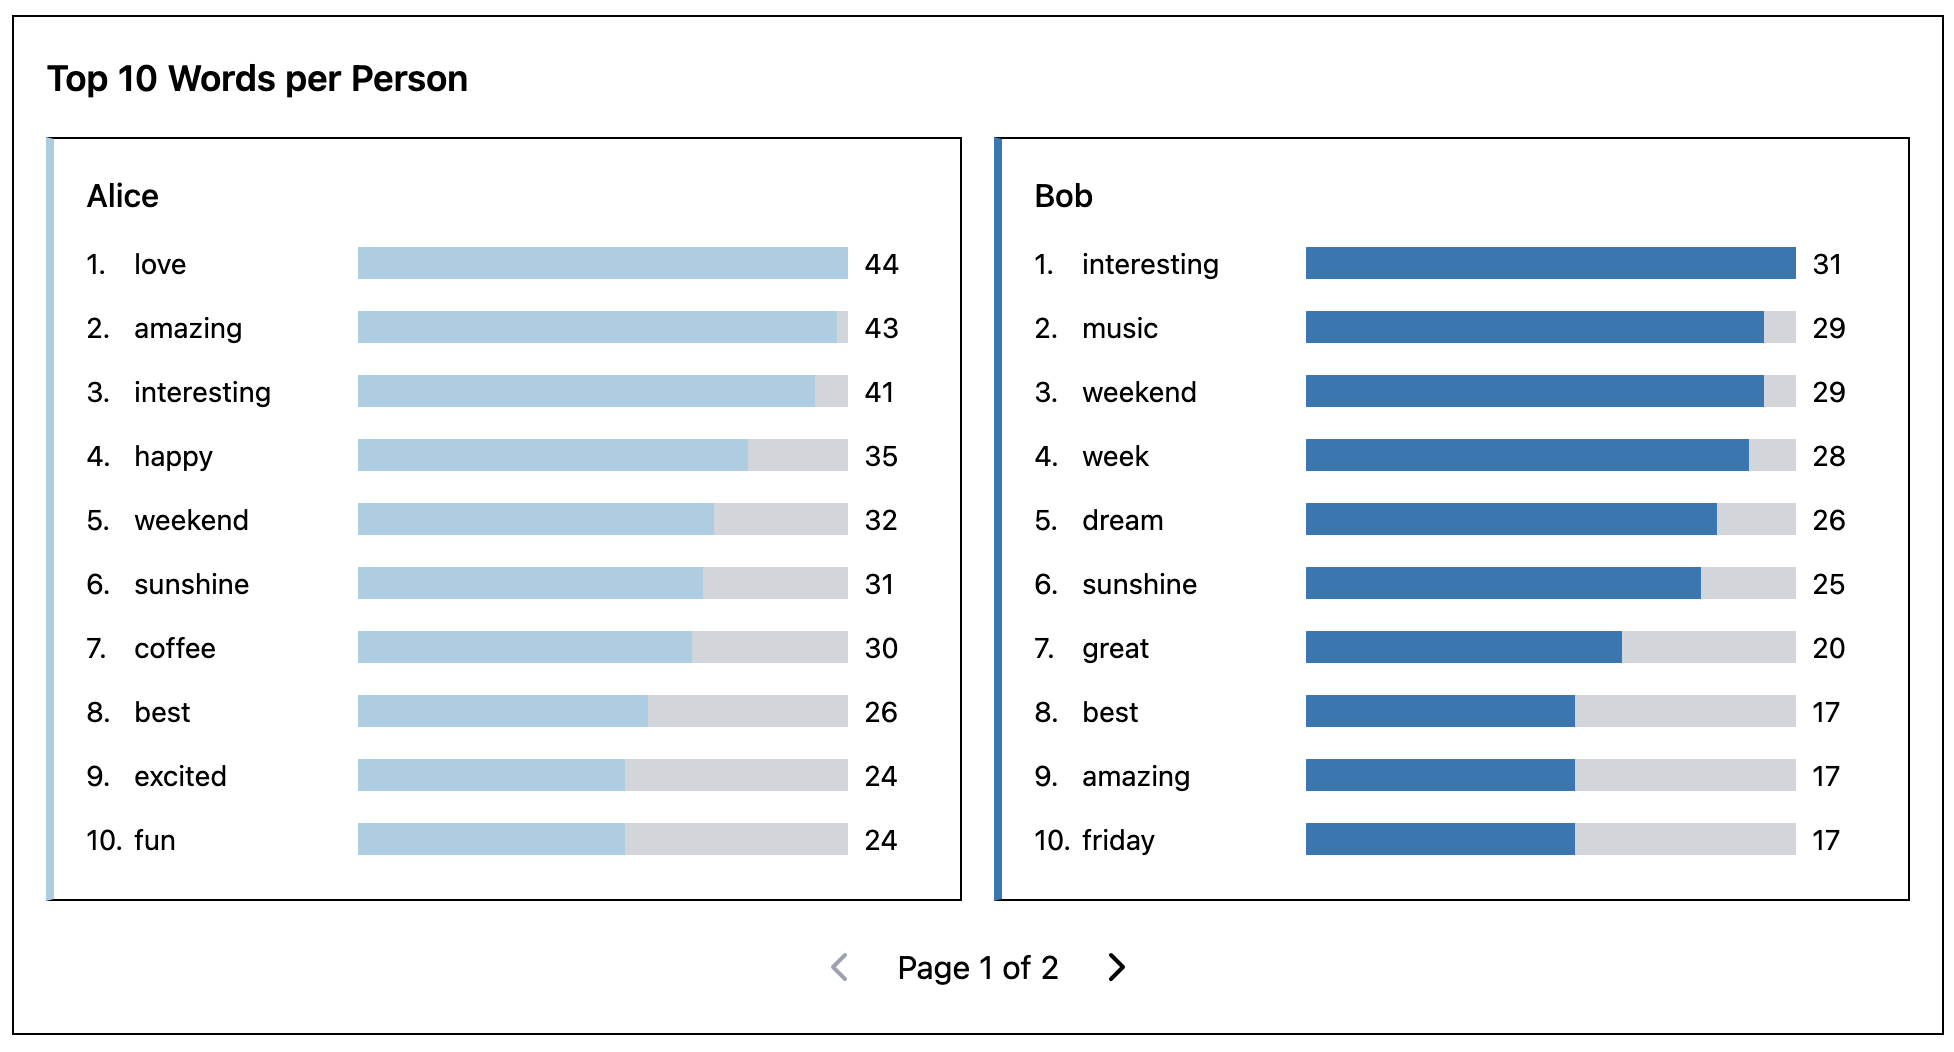 Top 10 Words per Person
Alice
1. love 44
2. amazing 43
3. interesting 41
4. happy 35
5. weekend 32
6. sunshine 31
7. coffee 30
8. best 26
9. excited 24
10. fun 24
Bob
1. interesting 31
2. music 29
3. weekend 29
4. week 28
5. dream 26
6. sunshine 25
7. great 20
8. best 17
9. amazing 17
10. friday 17
Page 1 of 2